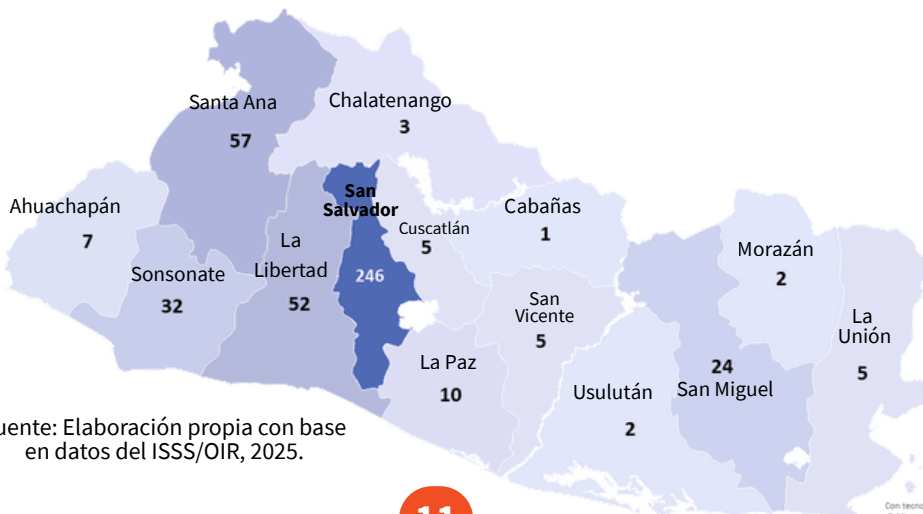 Santa Ana
57
Chalatenango
3
Ahuachapán
7
San
Salvador
246
Cuscatlán
5
Cabañas
1
Morazán
2
Sonsonate
32
La
Libertad
52
San
Vicente
5
La
Unión
5
La Paz
10
Usulután
2
24
San Miguel
uente: Elaboración propia con base
en datos del ISSS/OIR, 2025.
11
Con tecno